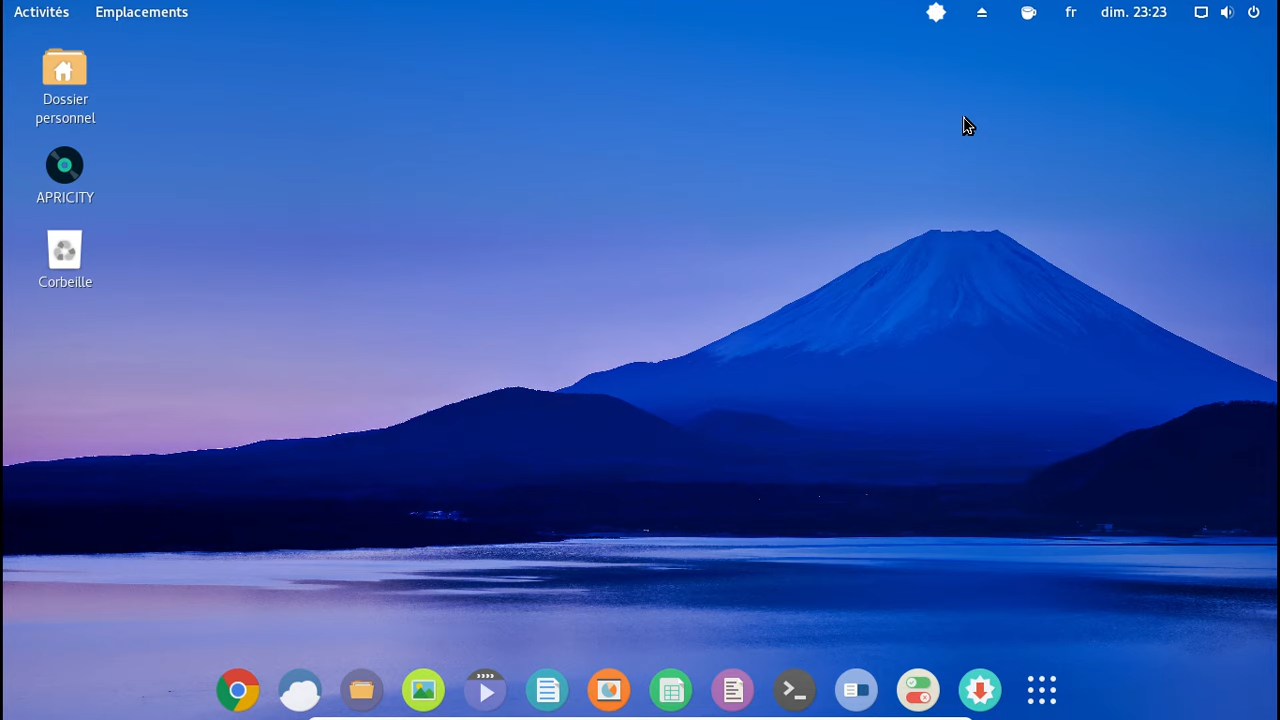 Activités Emplacements fr dim. 23:23
Dossier
personnel
APRICITY
Corbeille